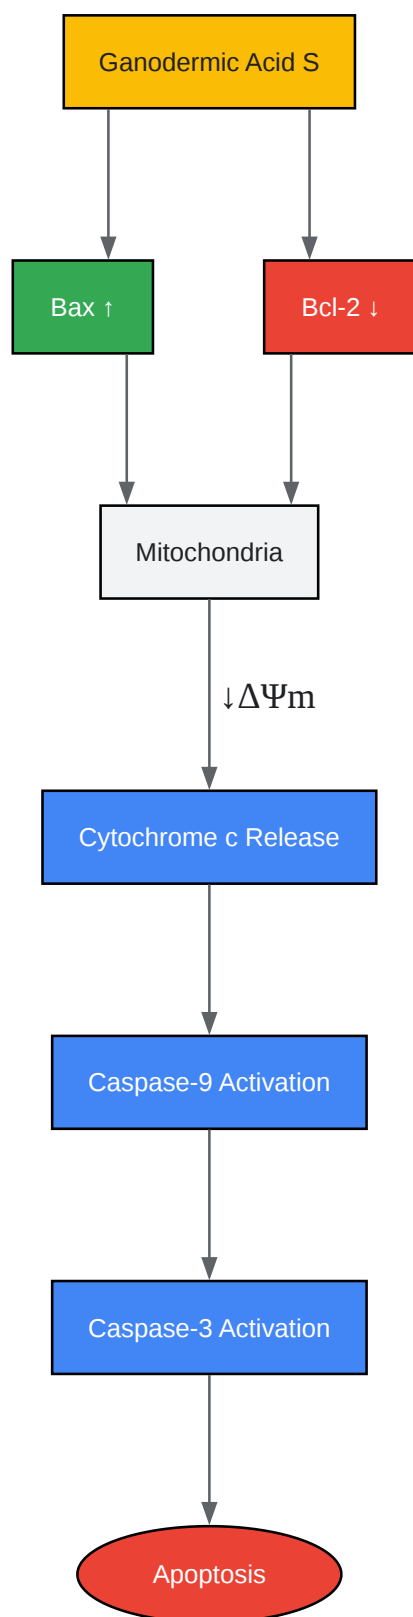 Ganodermic Acid S
Bax ↑
Bcl-2 ↓
Mitochondria
↓ΔΨm
Cytochrome c Release
Caspase-9 Activation
Caspase-3 Activation
Apoptosis